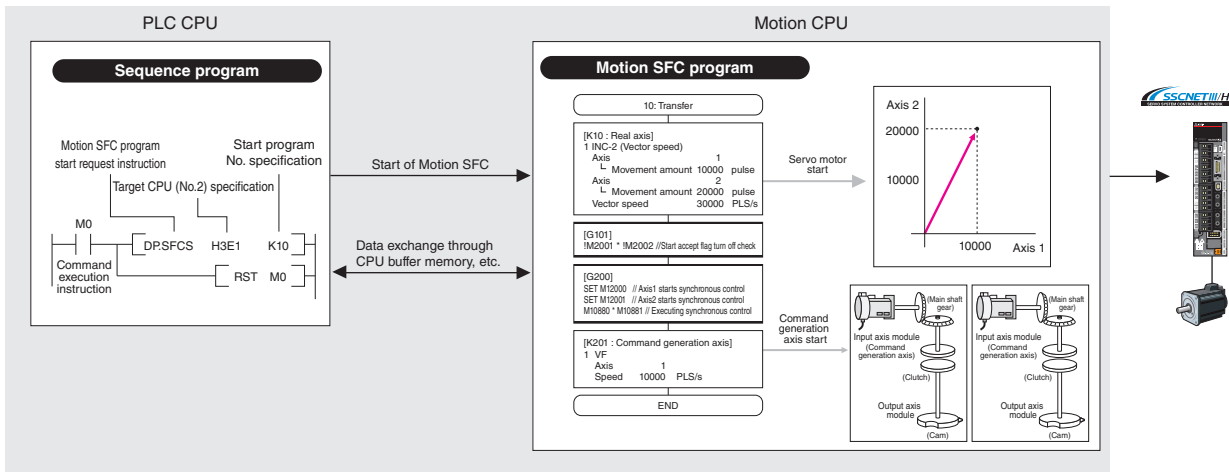 PLC CPU
Sequence program
Motion SFC program
start request instruction
Start program
No. specification
Target CPU (No.2) specification
M0
DP.SFCS H3E1 K10
RST M0
Command
execution
instruction
Start of Motion SFC
Data exchange through
CPU buffer memory, etc.
Motion CPU
Motion SFC program
10: Transfer
[K10 : Real axis]
1 INC-2 (Vector speed)
Axis 1
Movement amount 10000 pulse
Axis 2
Movement amount 20000 pulse
Vector speed 30000 PLS/s
[G101]
!M2001 * !M2002 //Start accept flag turn off check
[G200]
SET M12000 // Axis1 starts synchronous control
SET M12001 // Axis2 starts synchronous control
M10880 * M10881 // Executing synchronous control
[K201 : Command generation axis]
1 VF
Axis 1
Speed 10000 PLS/s
END
Servo motor
start
Axis 2
20000
10000
10000 Axis 1
Command
generation
axis start
(Main shaft
gear)
Input axis module
(Command
generation axis)
(Clutch)
Output axis
module
(Cam)
(Main shaft
gear)
Input axis module
(Command
generation axis)
(Clutch)
Output axis
module
(Cam)
SSCNETIII/H
SERVO SYSTEM CONTROLLER NETWORK